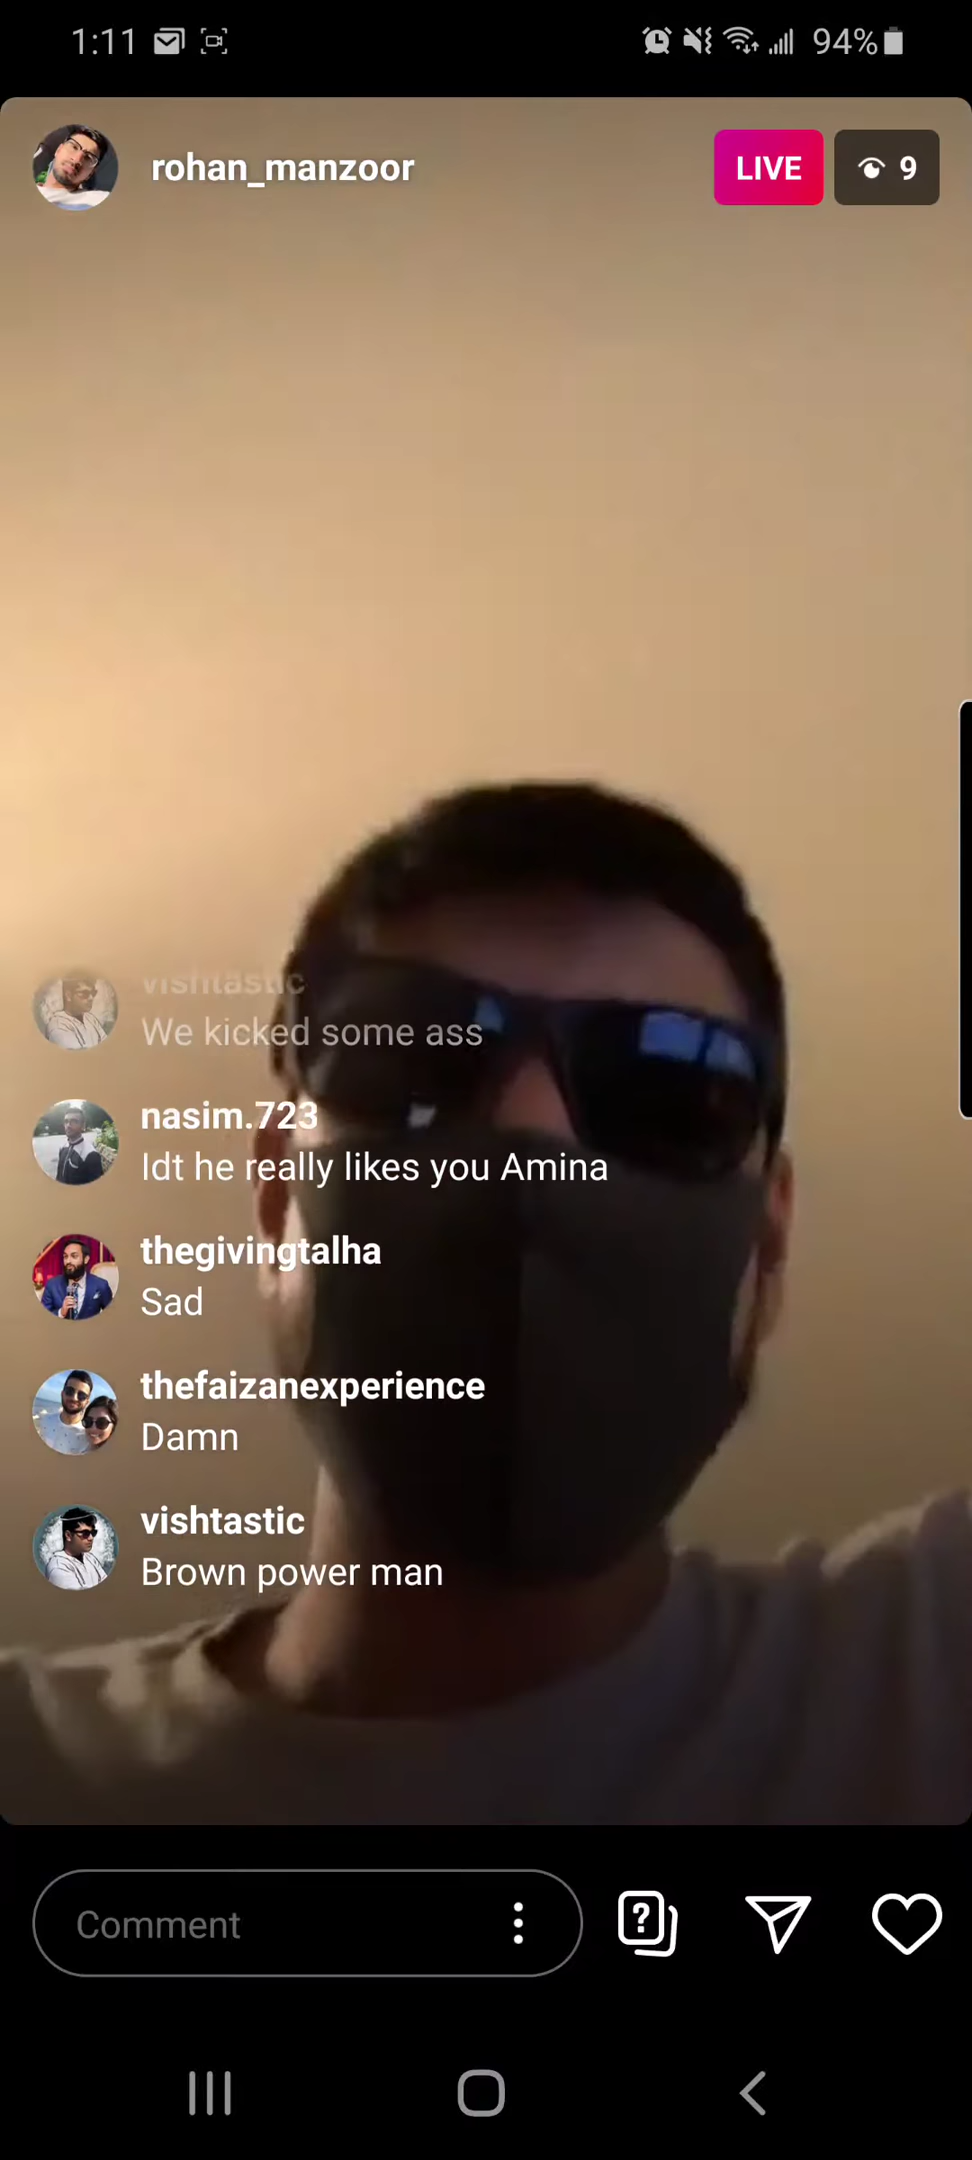 1:11 94%
rohan_manzoor LIVE 9
vishtastic
We kicked some ass
nasim.723
Idt he really likes you Amina
thegivingtalha
Sad
thefaizanexperience
Damn
vishtastic
Brown power man
Comment